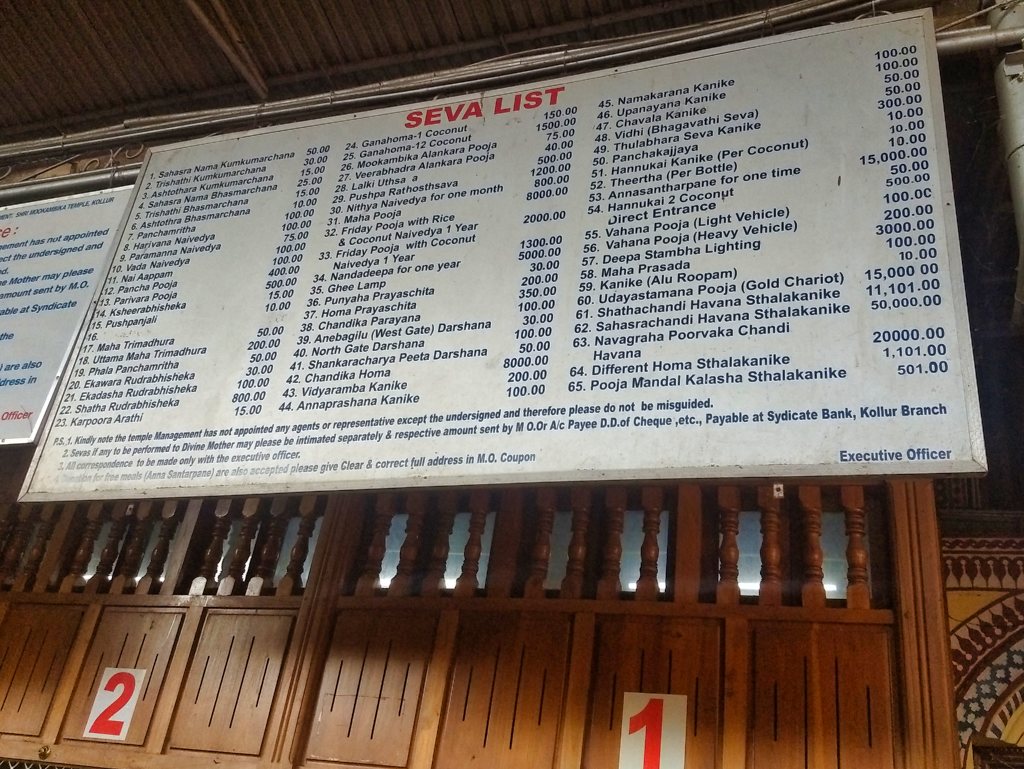 SEVA LIST
1. Sahasra Nama Kumkumarchana
2. Trishathi Kumkumarchana
3. Ashtothara Kumkumarchana
4. Sahasra Nama Bhasmarchana
5. Trishathi Bhasmarchana
6. Ashtothra Bhasmarchana
7. Panchamritha
8. Harivana Naivedya
9. Paramanna Naivedya
10. Vada Naivedya
11. Nai Aappam
12. Pancha Pooja
13. Parivara Pooja
14. Ksheerabhisheka
15. Pushpanjali
16.
17. Maha Trimadhura
18. Uttama Maha Trimadhura
19. Phala Panchamritha
20. Ekawara Rudrabhisheka
21. Ekadasha Rudrabhisheka
22. Shatha Rudrabhisheka
23. Karpoora Arathi
50.00
30.00
15.00
25.00
15.00
10.00
100.00
75.00
100.00
100.00
400.00
500.00
15.00
10.00
50.00
200.00
50.00
30.00
100.00
800.00
15.00
24. Ganahoma-1 Coconut
25. Ganahoma-12 Coconut
26. Mookambika Alankara Pooja
27. Veerabhadra Alankara Pooja
28. Lalki Uths a
29. Pushpa Rathosthsava
30. Nithya Naivedya for one month
31. Maha Pooja
32. Friday Pooja with Rice
& Coconut Naivedya 1 Year
33. Friday Pooja with Coconut
Naivedya 1 Year
34. Nandadeepa for one year
35. Ghee Lamp
36. Punyaha Prayaschita
37. Homa Prayaschita
38. Chandika Parayana
39. Anebagilu (West Gate) Darshana
40. North Gate Darshana
41. Shankaracharya Peeta Darshana
42. Chandika Homa
43. Vidyaramba Kanike
44. Annaprashana Kanike
150.00
1500.00
75.00
40.00
500.00
1200.00
800.00
8000.00
2000.00
1300.00
5000.00
30.00
200.00
350.00
100.00
30.00
100.00
50.00
8000.00
200.00
100.00
45. Namakarana Kanike
46. Upanayana Kanike
47. Chavala Kanike
48. Vidhi (Bhagavathi Seva)
49. Thulabhara Seva Kanike
50. Panchakajjaya
51. Hannukai Kanike (Per Coconut)
52. Theertha (Per Bottle)
53. Annasantharpane for one time
54. Hannukai 2 Coconut
Direct Entrance
55. Vahana Pooja (Light Vehicle)
56. Vahana Pooja (Heavy Vehicle)
57. Deepa Stambha Lighting
58. Maha Prasada
59. Kanike (Alu Roopam)
60. Udayastamana Pooja (Gold Chariot)
61. Shathachandi Havana Sthalakanike
62. Sahasrachandi Havana Sthalakanike
63. Navagraha Poorvaka Chandi
Havana
64. Different Homa Sthalakanike
65. Pooja Mandal Kalasha Sthalakanike
100.00
100.00
50.00
50.00
300.00
10.00
10.00
10.00
15,000.00
50.00
500.00
100.00
200.00
3000.00
100.00
10.00
15,000 00
11,101.00
50,000.00
20000.00
1,101.00
501.00
P.S. 1. Kindly note the temple Management has not appointed any agents or representative except the undersigned and therefore please do not be misguided.
2. Sevas if any to be performed to Divine Mother may please be intimated separately & respective amount sent by M O.Or A/c Payee D.D.of Cheque ,etc., Payable at Sydicate Bank, Kollur Branch
3. All correspondence to be made only with the executive officer.
4 Donation for free meals (Anna Santarpane) are also accepted please give Clear & correct full address in M.O. Coupon
Executive Officer
SHRI MOOKAMBIKA TEMPLE, KOLLUR
has not appointed
the undersigned and
Mother may please
amount sent by M.O.
at Syndicate
the
are also
address in
Officer
2
1